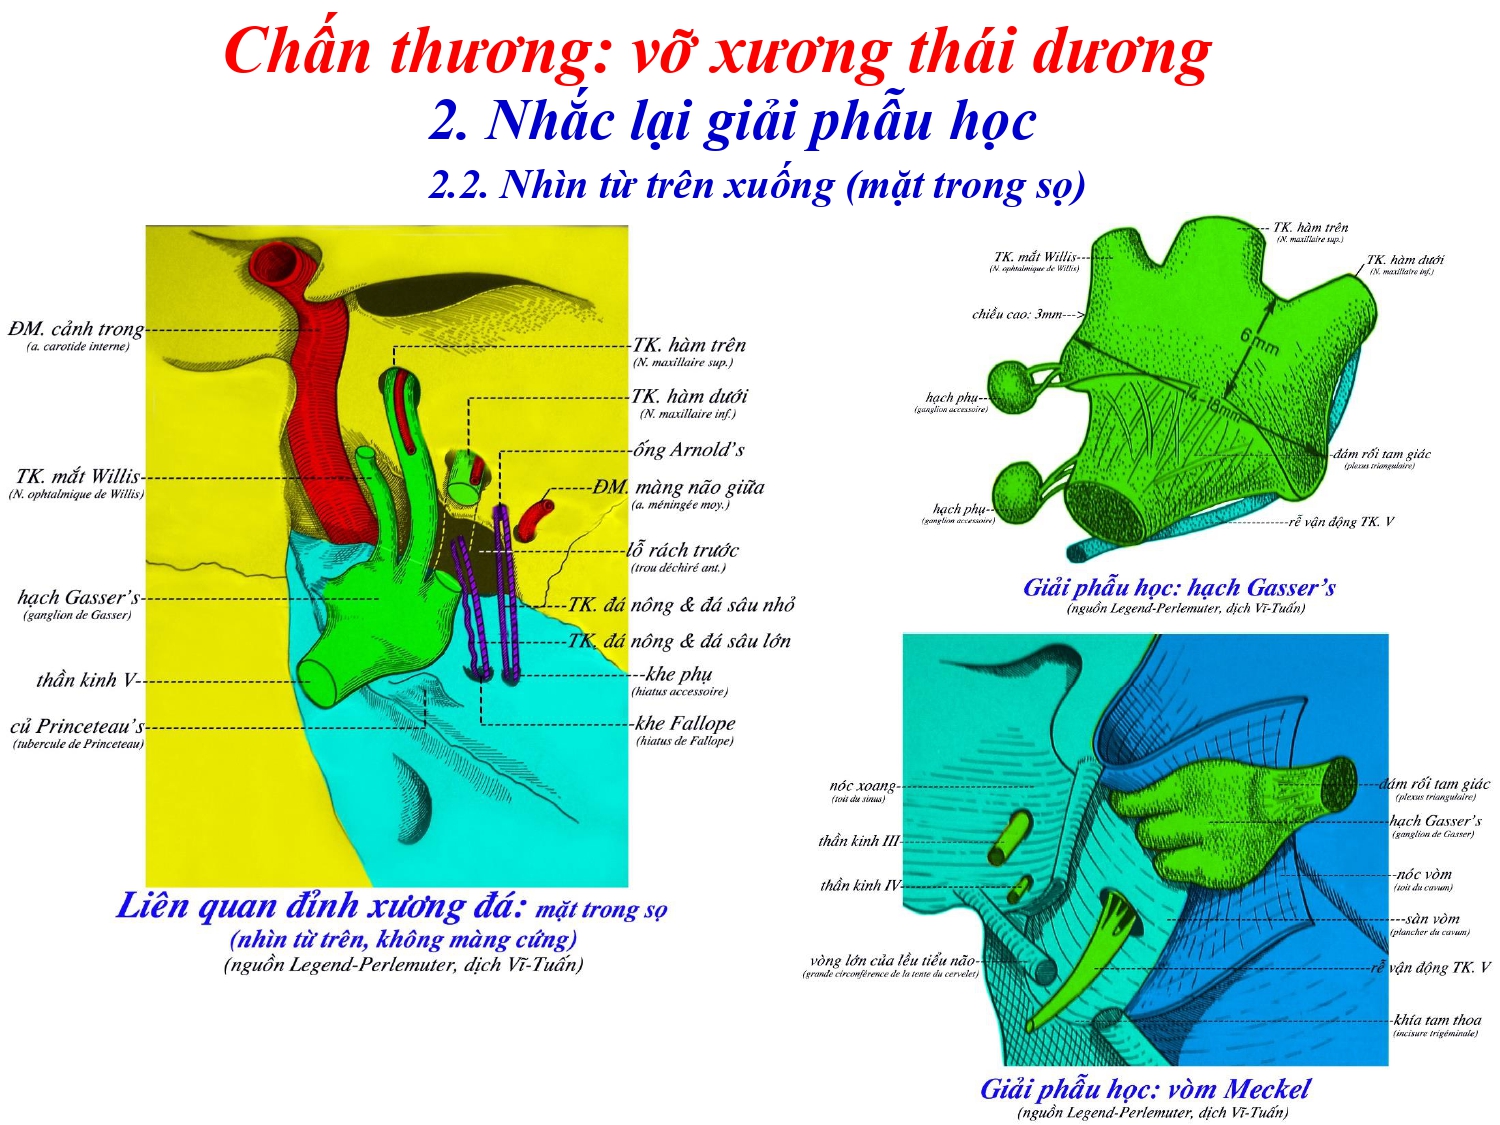 Chấn thương: vỡ xương thái dương
2. Nhắc lại giải phẫu học
2.2. Nhìn từ trên xuống (mặt trong sọ)
ĐM. cảnh trong
(a. carotide interne)
TK. mắt Willis
(N. ophtalmique de Willis)
hạch Gasser's
(ganglion de Gasser)
thần kinh V
củ Princeteau's
(tubercule de Princeteau)
TK. hàm trên
(N. maxillaire sup.)
TK. hàm dưới
(N. maxillaire inf.)
ống Arnold's
ĐM. màng não giữa
(a. méningée moy.)
lỗ rách trước
(trou déchiré ant.)
TK. đá nông & đá sâu nhỏ
TK. đá nông & đá sâu lớn
khe phụ
(hiatus accessoire)
khe Fallope
(hiatus de Fallope)
Liên quan đỉnh xương đá: mặt trong sọ
(nhìn từ trên, không màng cứng)
(nguồn Legend-Perlemuter, dịch Vĩ-Tuấn)
TK. hàm trên
(N. maxillaire sup.)
TK. mắt Willis
(N. ophtalmique de Willis)
TK. hàm dưới
(N. maxillaire inf.)
chiều cao: 3mm
6 mm
hạch phụ
(ganglion accessoire)
đám rối tam giác
(plexus triangulaire)
hạch phụ
(ganglion accessoire)
rễ vận động TK. V
Giải phẫu học: hạch Gasser's
(nguồn Legend-Perlemuter, dịch Vĩ-Tuấn)
nóc xoang
(toit du sinus)
thần kinh III
thần kinh IV
vòng lớn của lều tiểu não
(grande circonférence de la tente du cervelet)
đám rối tam giác
(plexus triangulaire)
hạch Gasser's
(ganglion de Gasser)
nóc vòm
(toit du cavum)
sàn vòm
(plancher du cavum)
rễ vận động TK. V
khía tam thoa
(incisure trigéminale)
Giải phẫu học: vòm Meckel
(nguồn Legend-Perlemuter, dịch Vĩ-Tuấn)